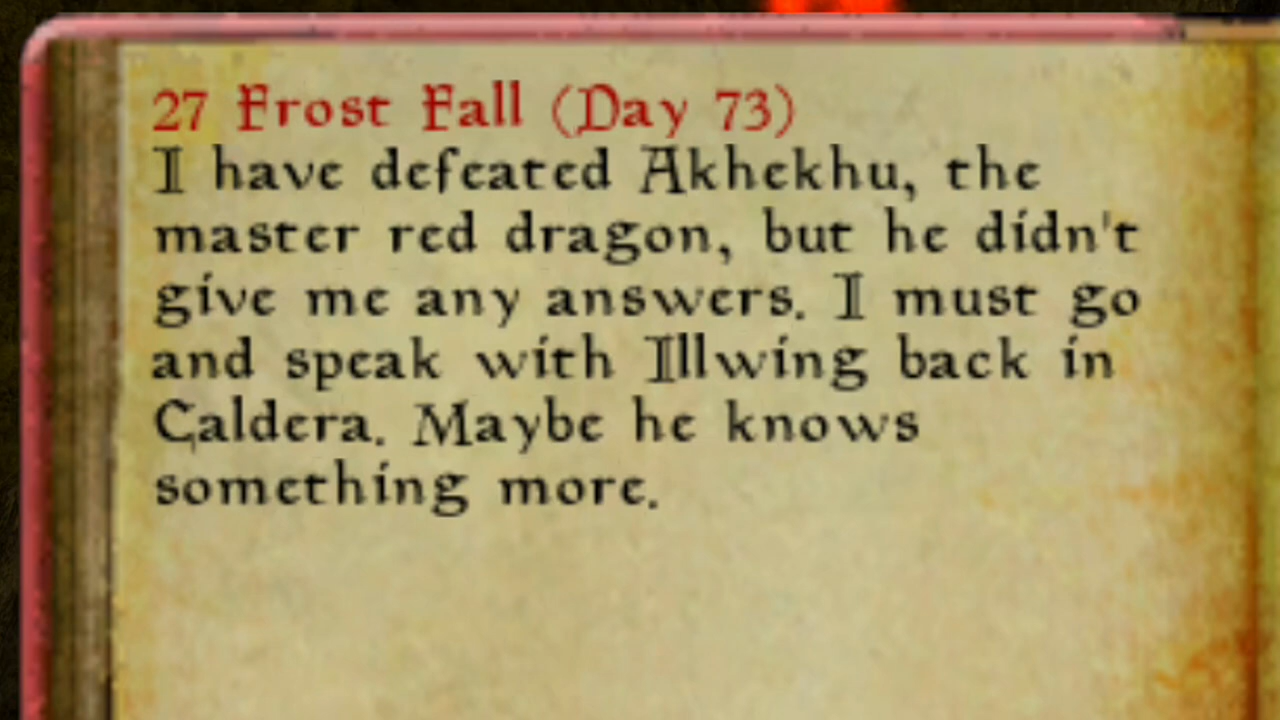 27 Frost Fall (Day 73)
I have defeated Akhekhu, the
master red dragon, but he didn't
give me any answers. I must go
and speak with Illwing back in
Caldera. Maybe he knows
something more.